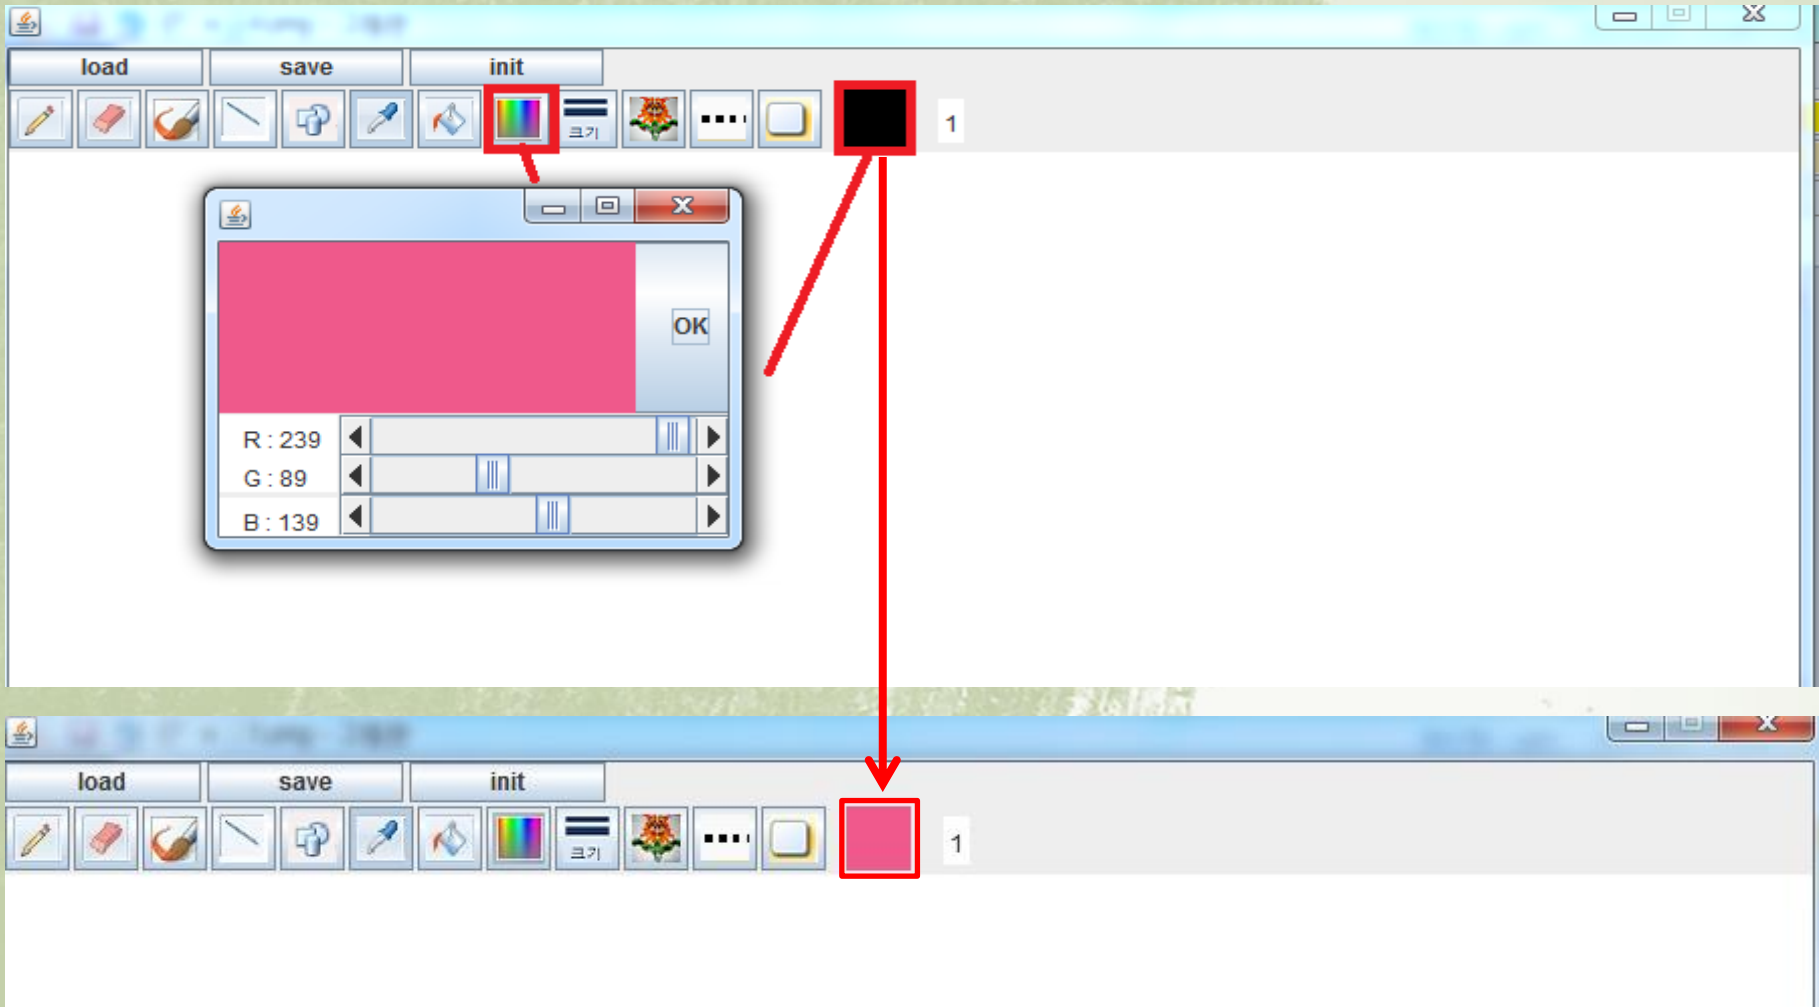 load save init
크기
1
OK
R : 239
G : 89
B : 139
load save init
크기
1